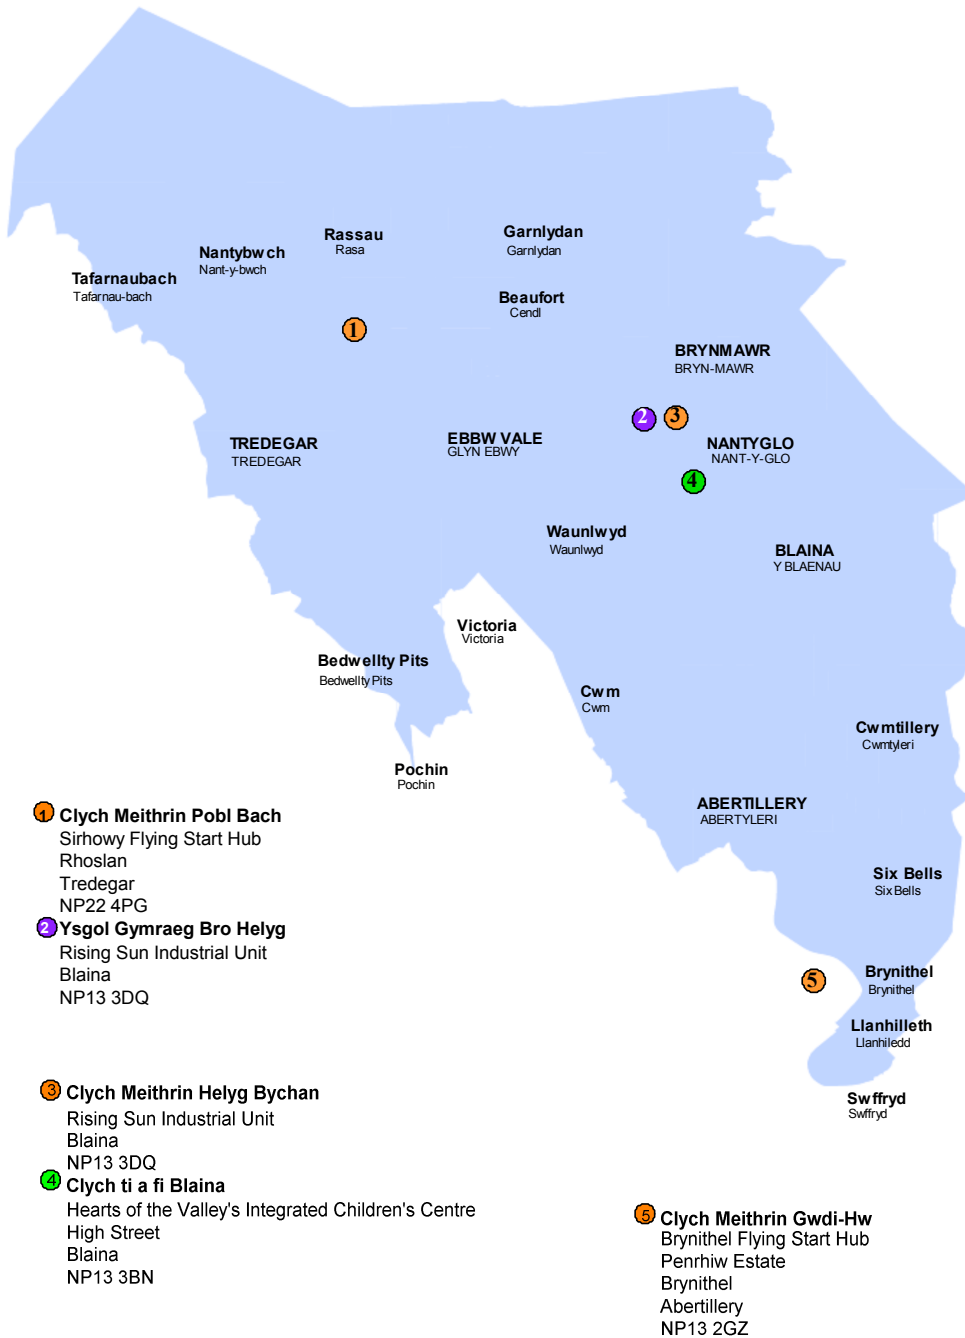 Rassau
Rasa
Garnlydan
Garnlydan
Nantybwch
Nant-y-bwch
Tafarnaubach
Tafarnau-bach
Beaufort
Cendl
1
BRYNMAWR
BRYN-MAWR
2
3
TREDEGAR
TREDEGAR
EBBW VALE
GLYN EBWY
NANTYGLO
NANT-Y-GLO
4
Waunlwyd
Waunlwyd
BLAINA
Y BLAENAU
Victoria
Victoria
Bedwellty Pits
Bedwellty Pits
Cwm
Cwm
Cwmtillery
Cwmtyleri
Pochin
Pochin
ABERTILLERY
ABERTYLERI
Six Bells
Six Bells
Brynithel
Brynithel
5
Llanhilleth
Llanhiledd
Swffryd
Swffryd
1 Clych Meithrin Pobl Bach
Sirhowy Flying Start Hub
Rhoslan
Tredegar
NP22 4PG
2 Ysgol Gymraeg Bro Helyg
Rising Sun Industrial Unit
Blaina
NP13 3DQ
3 Clych Meithrin Helyg Bychan
Rising Sun Industrial Unit
Blaina
NP13 3DQ
4 Clych ti a fi Blaina
Hearts of the Valley's Integrated Children's Centre
High Street
Blaina
NP13 3BN
5 Clych Meithrin Gwdi-Hw
Brynithel Flying Start Hub
Penrhiw Estate
Brynithel
Abertillery
NP13 2GZ